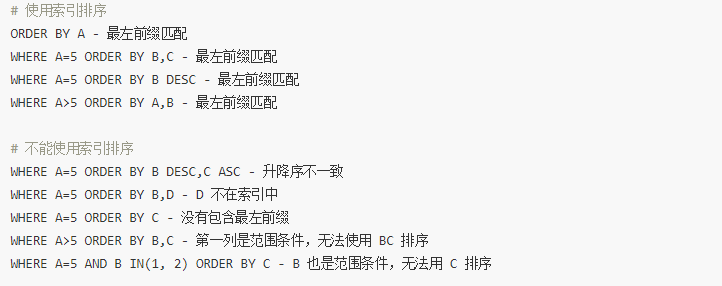 # 使用索引排序
ORDER BY A - 最左前缀匹配
WHERE A=5 ORDER BY B,C - 最左前缀匹配
WHERE A=5 ORDER BY B DESC - 最左前缀匹配
WHERE A>5 ORDER BY A,B - 最左前缀匹配
# 不能使用索引排序
WHERE A=5 ORDER BY B DESC,C ASC - 升降序不一致
WHERE A=5 ORDER BY B,D - D 不在索引中
WHERE A=5 ORDER BY C - 没有包含最左前缀
WHERE A>5 ORDER BY B,C - 第一列是范围条件，无法使用 BC 排序
WHERE A=5 AND B IN(1, 2) ORDER BY C - B 也是范围条件，无法用 C 排序